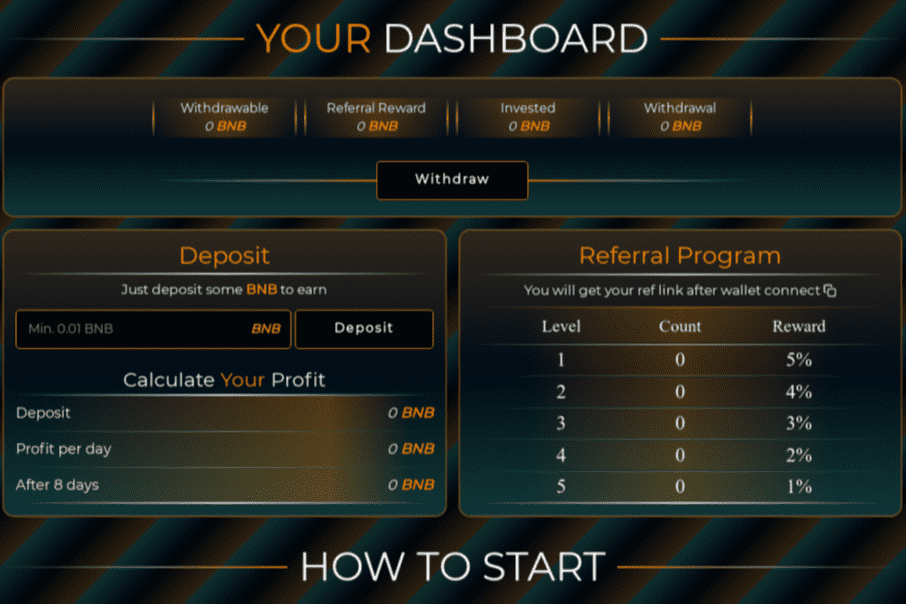 YOUR DASHBOARD
Withdrawable Referral Reward Invested Withdrawal
0 BNB 0 BNB 0 BNB 0 BNB
Withdraw
Deposit
Just deposit some BNB to earn
Min. 0.01 BNB BNB Deposit
Calculate Your Profit
Deposit 0 BNB
Profit per day 0 BNB
After 8 days 0 BNB
Referral Program
You will get your ref link after wallet connect
Level Count Reward
1 0 5%
2 0 4%
3 0 3%
4 0 2%
5 0 1%
HOW TO START